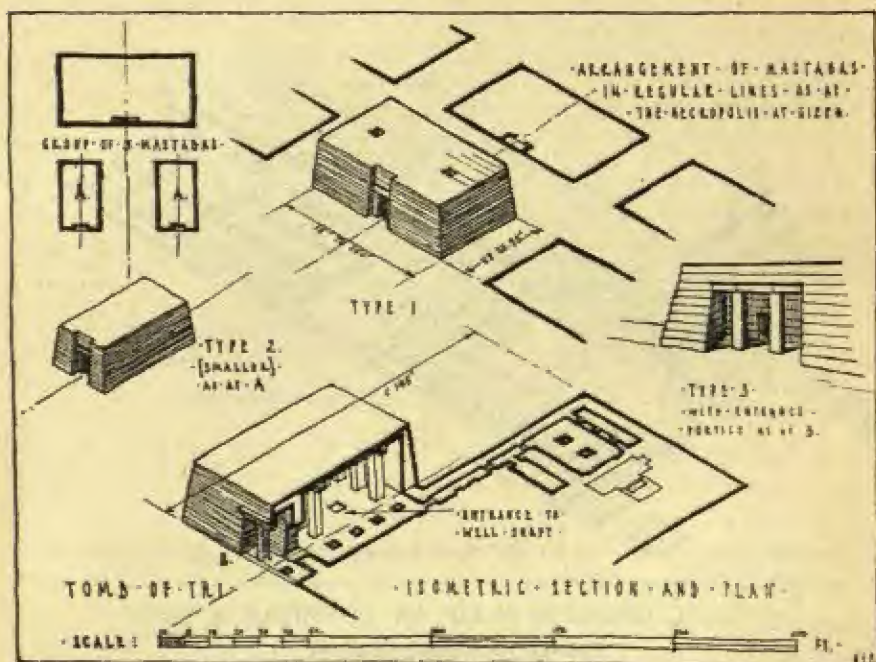 ·ARRANGEMENT·OF·MASTABAS·
·IN·REGULAR·LINES·AS·AT·
·THE·NECROPOLIS·AT·GIZEH·
GROUP·OF·3·MASTABAS·
A
A
TYPE·1
·TYPE 2.
·[SMALLER]·
·AS·AT·A
·TYPE·3·
·WITH·ENTRANCE·
·PORTICO AS AT B.
·ENTRANCE TO·
·WELL·SHAFT·
B.
TOMB·OF·THI·
·ISOMETRIC·SECTION·AND·PLAN·
·SCALE:
FT.·